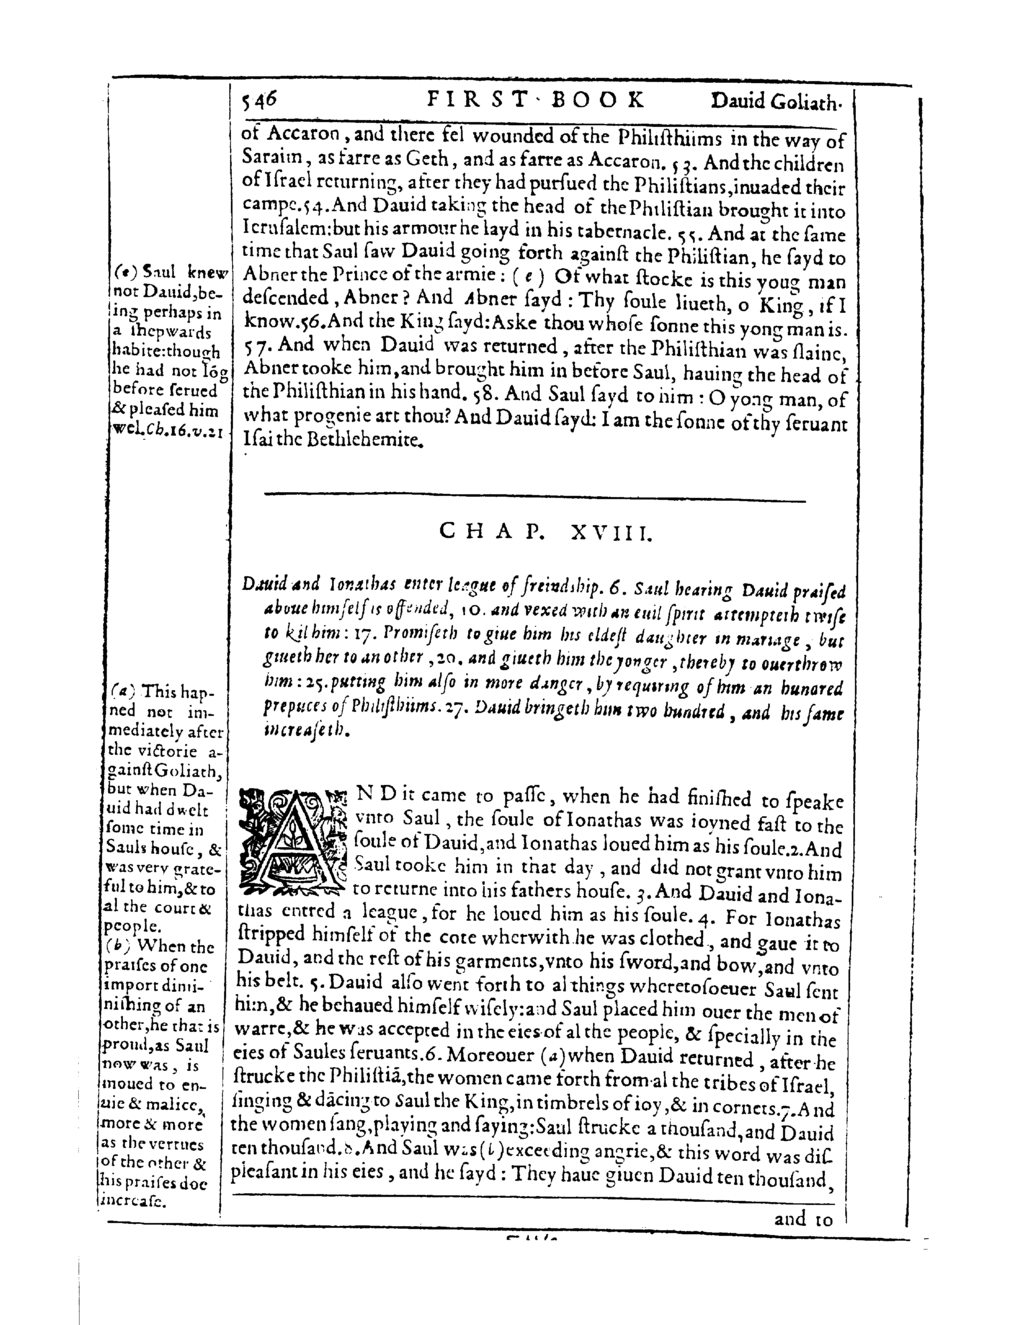 546 FIRST BOOK Dauid Goliath.
of Accaron, and there fel wounded of the Philiſthiims in the way of
Saraim, as farre as Geth, and as farre as Accaron. 53. And the children
of Iſrael returning, after they had purſued the Philiſtians, inuaded their
campe. 54. And Dauid taking the head of the Philiſtian brought it into
Ieruſalem: but his armour he layd in his tabernacle. 55. And at the ſame
time that Saul ſaw Dauid going forth againſt the Philiſtian, he ſayd to
Abner the Prince of the armie: (e) Of what ſtocke is this youg man
deſcended, Abner? And Abner ſayd: Thy ſoule liueth, o King, if I
know. 56. And the King ſayd: Aske thou whoſe ſonne this yong man is.
57. And when Dauid was returned, after the Philiſthian was ſlaine,
Abner tooke him, and brought him in before Saul, hauing the head of
the Philiſthian in his hand. 58. And Saul ſayd to him: O yong man, of
what progenie art thou? And Dauid ſayd: I am the ſonne of thy ſeruant
Iſai the Bethlehemite.
(e) Saul knew
not Dauid, be-
ing perhaps in
a ſhepwards
habite: though
he had not lõg
before ſerued
& pleaſed him
wel. Ch. 16. v. 21
CHAP. XVIII.
Dauid and Ionathas enter league of freindship. 6. Saul hearing Dauid praiſed
aboue himſelf is offended, 10. and vexed with an euil ſpirit attempteth twiſe
to kil him: 17. Promiſeth to giue him his eldeſt daughter in mariage, but
giueth her to an other, 20. and giueth him the yonger, thereby to ouerthrow
him: 25. putting him alſo in more danger, by requiring of him an hundred
prepuces of Philiſthiims. 27. Dauid bringeth him two hundred, and his fame
increaſeth.
AND it came to paſſe, when he had finiſhed to ſpeake
vnto Saul, the ſoule of Ionathas was ioyned faſt to the
ſoule of Dauid, and Ionathas loued him as his ſoule. 2. And
Saul tooke him in that day, and did not grant vnto him
to returne into his fathers houſe. 3. And Dauid and Iona-
thas entred a league, for he loued him as his ſoule. 4. For Ionathas
ſtripped himſelf of the cote wherwith he was clothed, and gaue it to
Dauid, and the reſt of his garments, vnto his ſword, and bow, and vnto
his belt. 5. Dauid alſo went forth to al things whereſoeuer Saul ſent
him, & he behaued himſelf wiſely: and Saul placed him ouer the men of
warre, & he was accepted in the eies of al the people, & ſpecially in the
eies of Saules ſeruants. 6. Moreouer (a) when Dauid returned, after he
ſtrucke the Philiſtiã, the women came forth from al the tribes of Iſrael,
ſinging & dãcing to Saul the King, in timbrels of ioy, & in cornets. 7. And
the women ſang, playing and ſaying: Saul ſtrucke a thouſand, and Dauid
ten thouſand. 8. And Saul was (b) exceeding angrie, & this word was diſ-
pleaſant in his eies, and he ſayd: They haue giuen Dauid ten thouſand,
and to
(a) This hap-
ned not im-
mediately after
the victorie a-
gainſt Goliath,
but when Da-
uid had dwelt
ſome time in
Sauls houſe, &
was very grate-
ful to him, & to
al the court &
people.
(b) When the
praiſes of one
import dimi-
niſhing of an
other, he that is
proud, as Saul
now was, is
moued to en-
uie & malice,
more & more
as the vertues
of the other &
his praiſes doe
increaſe.